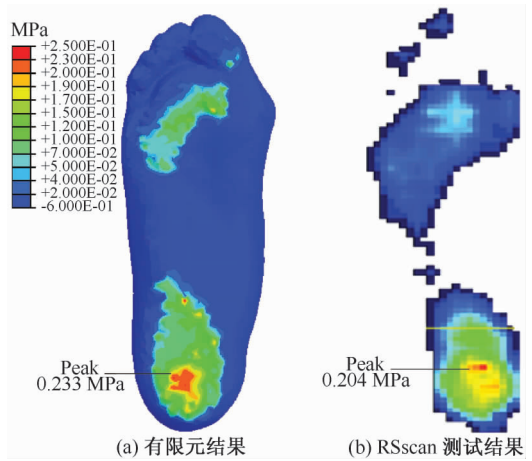 MPa
+2.500E-01
+2.300E-01
+2.000E-01
+1.900E-01
+1.700E-01
+1.500E-01
+1.200E-01
+1.000E-01
+7.000E-02
+5.000E-02
+4.000E-02
+2.000E-02
-6.000E-01
Peak
0.233 MPa
Peak
0.204 MPa
(a) 有限元结果
(b) RSscan 测试结果